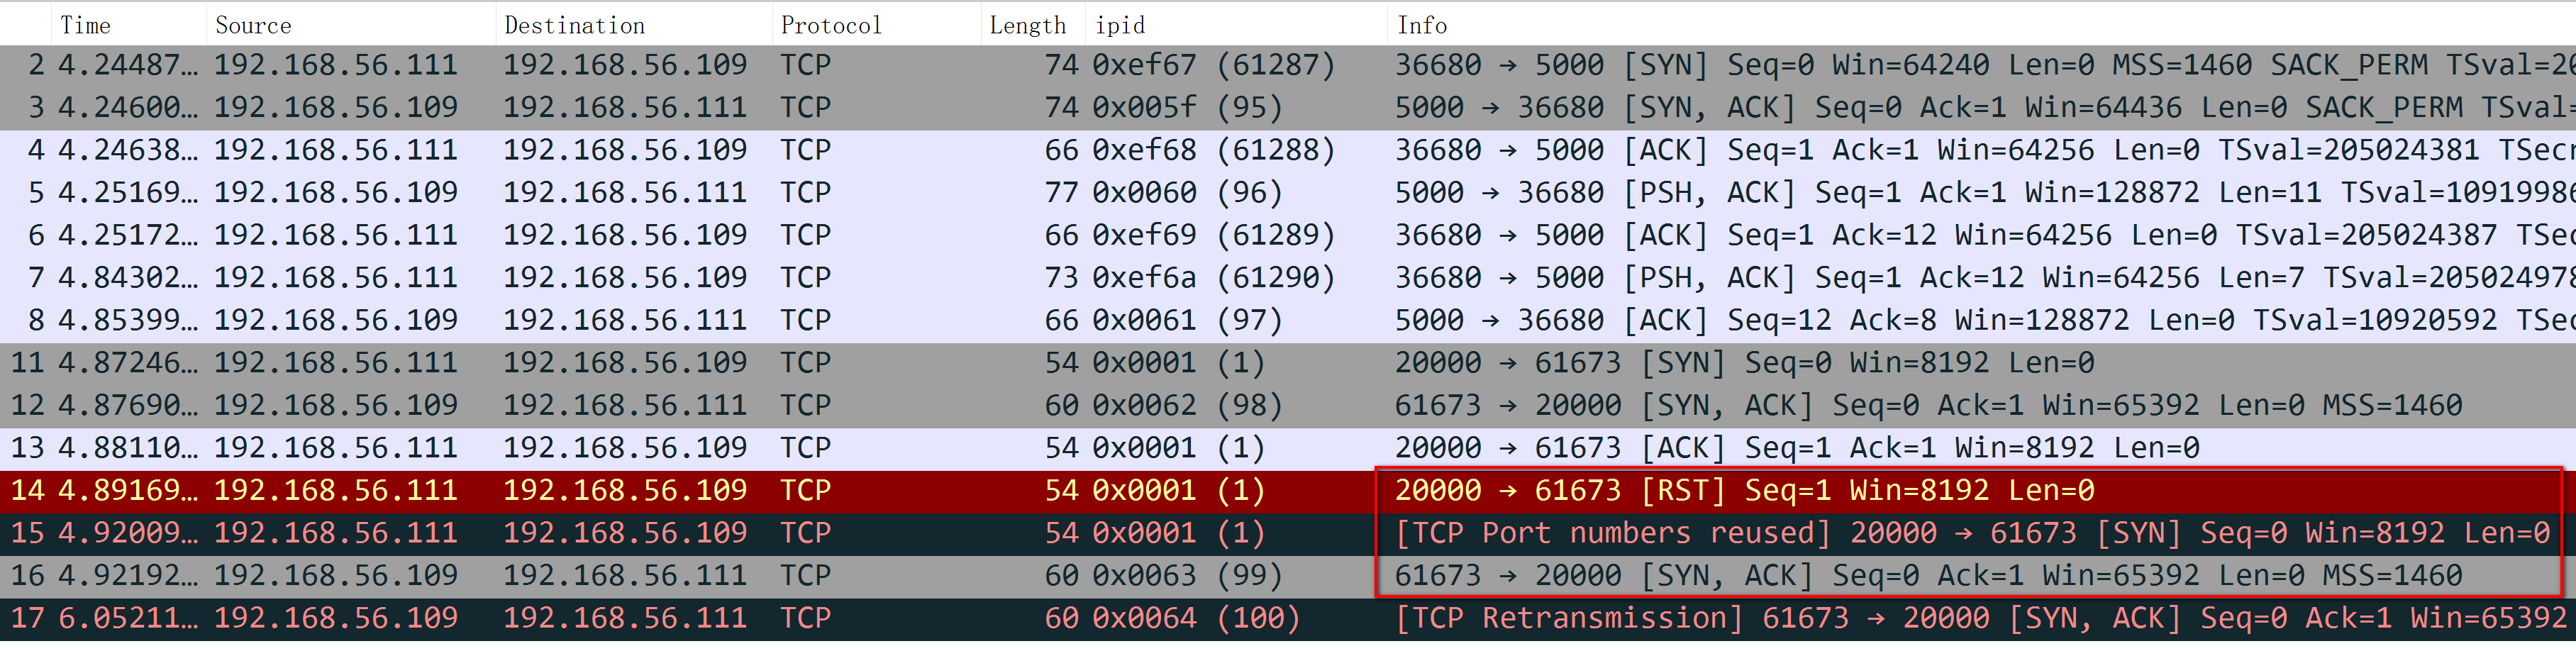 Time Source Destination Protocol Length ipid Info
2 4.24487… 192.168.56.111 192.168.56.109 TCP 74 0xef67 (61287) 36680 → 5000 [SYN] Seq=0 Win=64240 Len=0 MSS=1460 SACK_PERM TSval=20
3 4.24600… 192.168.56.109 192.168.56.111 TCP 74 0x005f (95) 5000 → 36680 [SYN, ACK] Seq=0 Ack=1 Win=64436 Len=0 SACK_PERM TSval=
4 4.24638… 192.168.56.111 192.168.56.109 TCP 66 0xef68 (61288) 36680 → 5000 [ACK] Seq=1 Ack=1 Win=64256 Len=0 TSval=205024381 TSecr
5 4.25169… 192.168.56.109 192.168.56.111 TCP 77 0x0060 (96) 5000 → 36680 [PSH, ACK] Seq=1 Ack=1 Win=128872 Len=11 TSval=10919986
6 4.25172… 192.168.56.111 192.168.56.109 TCP 66 0xef69 (61289) 36680 → 5000 [ACK] Seq=1 Ack=12 Win=64256 Len=0 TSval=205024387 TSec
7 4.84302… 192.168.56.111 192.168.56.109 TCP 73 0xef6a (61290) 36680 → 5000 [PSH, ACK] Seq=1 Ack=12 Win=64256 Len=7 TSval=205024978
8 4.85399… 192.168.56.109 192.168.56.111 TCP 66 0x0061 (97) 5000 → 36680 [ACK] Seq=12 Ack=8 Win=128872 Len=0 TSval=10920592 TSec
11 4.87246… 192.168.56.111 192.168.56.109 TCP 54 0x0001 (1) 20000 → 61673 [SYN] Seq=0 Win=8192 Len=0
12 4.87690… 192.168.56.109 192.168.56.111 TCP 60 0x0062 (98) 61673 → 20000 [SYN, ACK] Seq=0 Ack=1 Win=65392 Len=0 MSS=1460
13 4.88110… 192.168.56.111 192.168.56.109 TCP 54 0x0001 (1) 20000 → 61673 [ACK] Seq=1 Ack=1 Win=8192 Len=0
14 4.89169… 192.168.56.111 192.168.56.109 TCP 54 0x0001 (1) 20000 → 61673 [RST] Seq=1 Win=8192 Len=0
15 4.92009… 192.168.56.111 192.168.56.109 TCP 54 0x0001 (1) [TCP Port numbers reused] 20000 → 61673 [SYN] Seq=0 Win=8192 Len=0
16 4.92192… 192.168.56.109 192.168.56.111 TCP 60 0x0063 (99) 61673 → 20000 [SYN, ACK] Seq=0 Ack=1 Win=65392 Len=0 MSS=1460
17 6.05211… 192.168.56.109 192.168.56.111 TCP 60 0x0064 (100) [TCP Retransmission] 61673 → 20000 [SYN, ACK] Seq=0 Ack=1 Win=65392